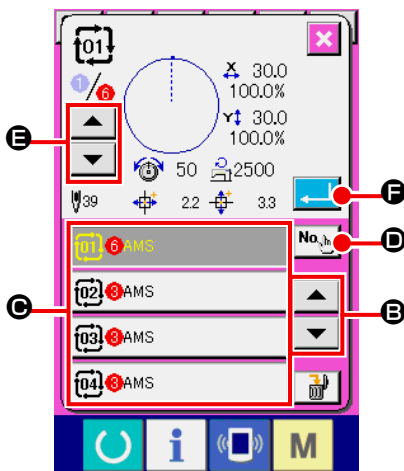 01
X 30.0
100.0%
1/6
Y 30.0
100.0%
E
50 2500
F
39 2.2 3.3
No.
D
01 6 AMS
02 3 AMS
B
C
03 3 AMS
04 3 AMS
i M